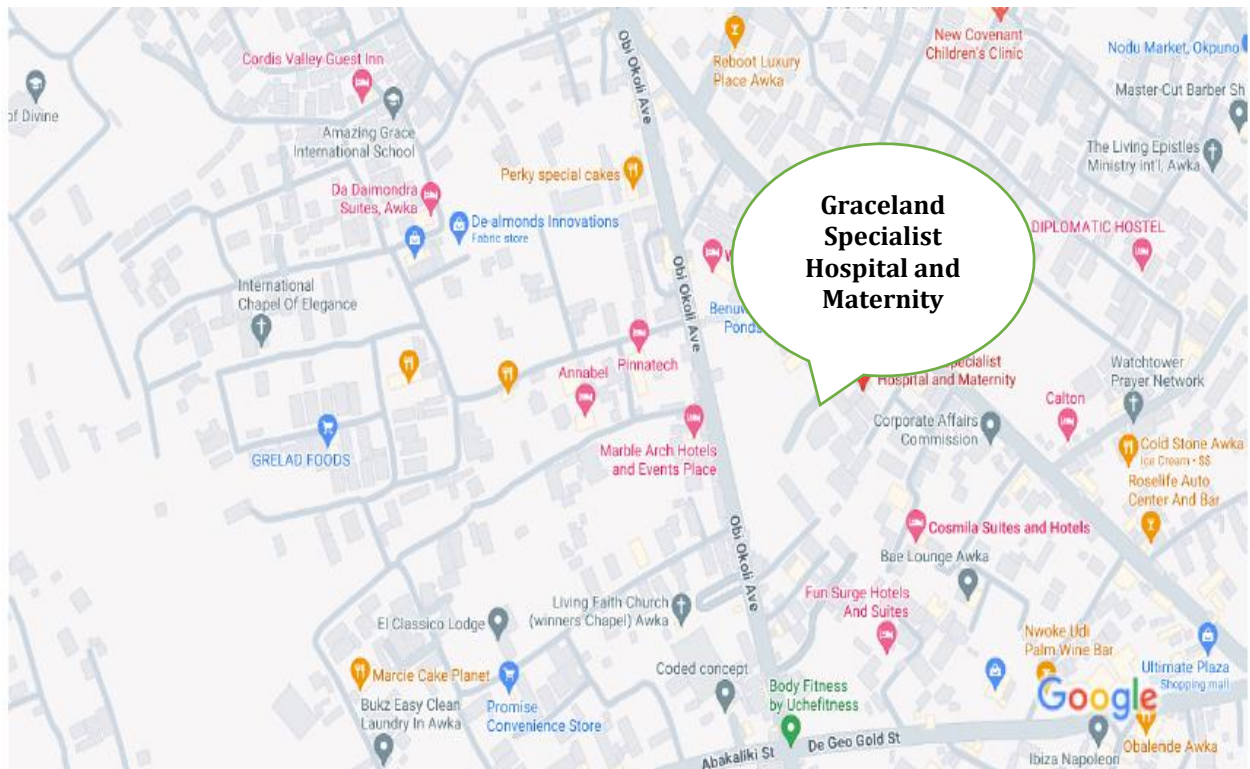 Obi Okoli Ave
New Covenant
Children's Clinic
Reboot Luxury
Place Awka
Nodu Market, Okpuno
Cordis Valley Guest Inn
Master-Cut Barber Sh
of Divine
Amazing Grace
International School
The Living Epistles
Ministry Int'l, Awka
Perky special cakes
Da Daimondra
Suites, Awka
De-almonds Innovations
Fabric store
Graceland
Specialist
Hospital and
Maternity
DIPLOMATIC HOSTEL
Obi Okoli Ave
International
Chapel Of Elegance
Ponds
Pinnatech
Annabel
Hospital and Maternity
Watchtower
Prayer Network
Calton
Corporate Affairs
Commission
Marble Arch Hotels
and Events Place
GRELAD FOODS
Cold Stone Awka
Ice Cream • $$
Roselife Auto
Center And Bar
Cosmila Suites and Hotels
Obi Okoli Ave
Bae Lounge Awka
Fun Surge Hotels
And Suites
Living Faith Church
(winners Chapel) Awka
El Classico Lodge
Nwoke Udi
Palm Wine Bar
Ultimate Plaza
Shopping mall
Coded concept
Marcie Cake Planet
Body Fitness
by Uchefitness
Google
Bukz Easy Clean
Laundry In Awka
Promise
Convenience Store
De Geo Gold St
Abakaliki St
Ibiza Napoleon
Obalende Awka